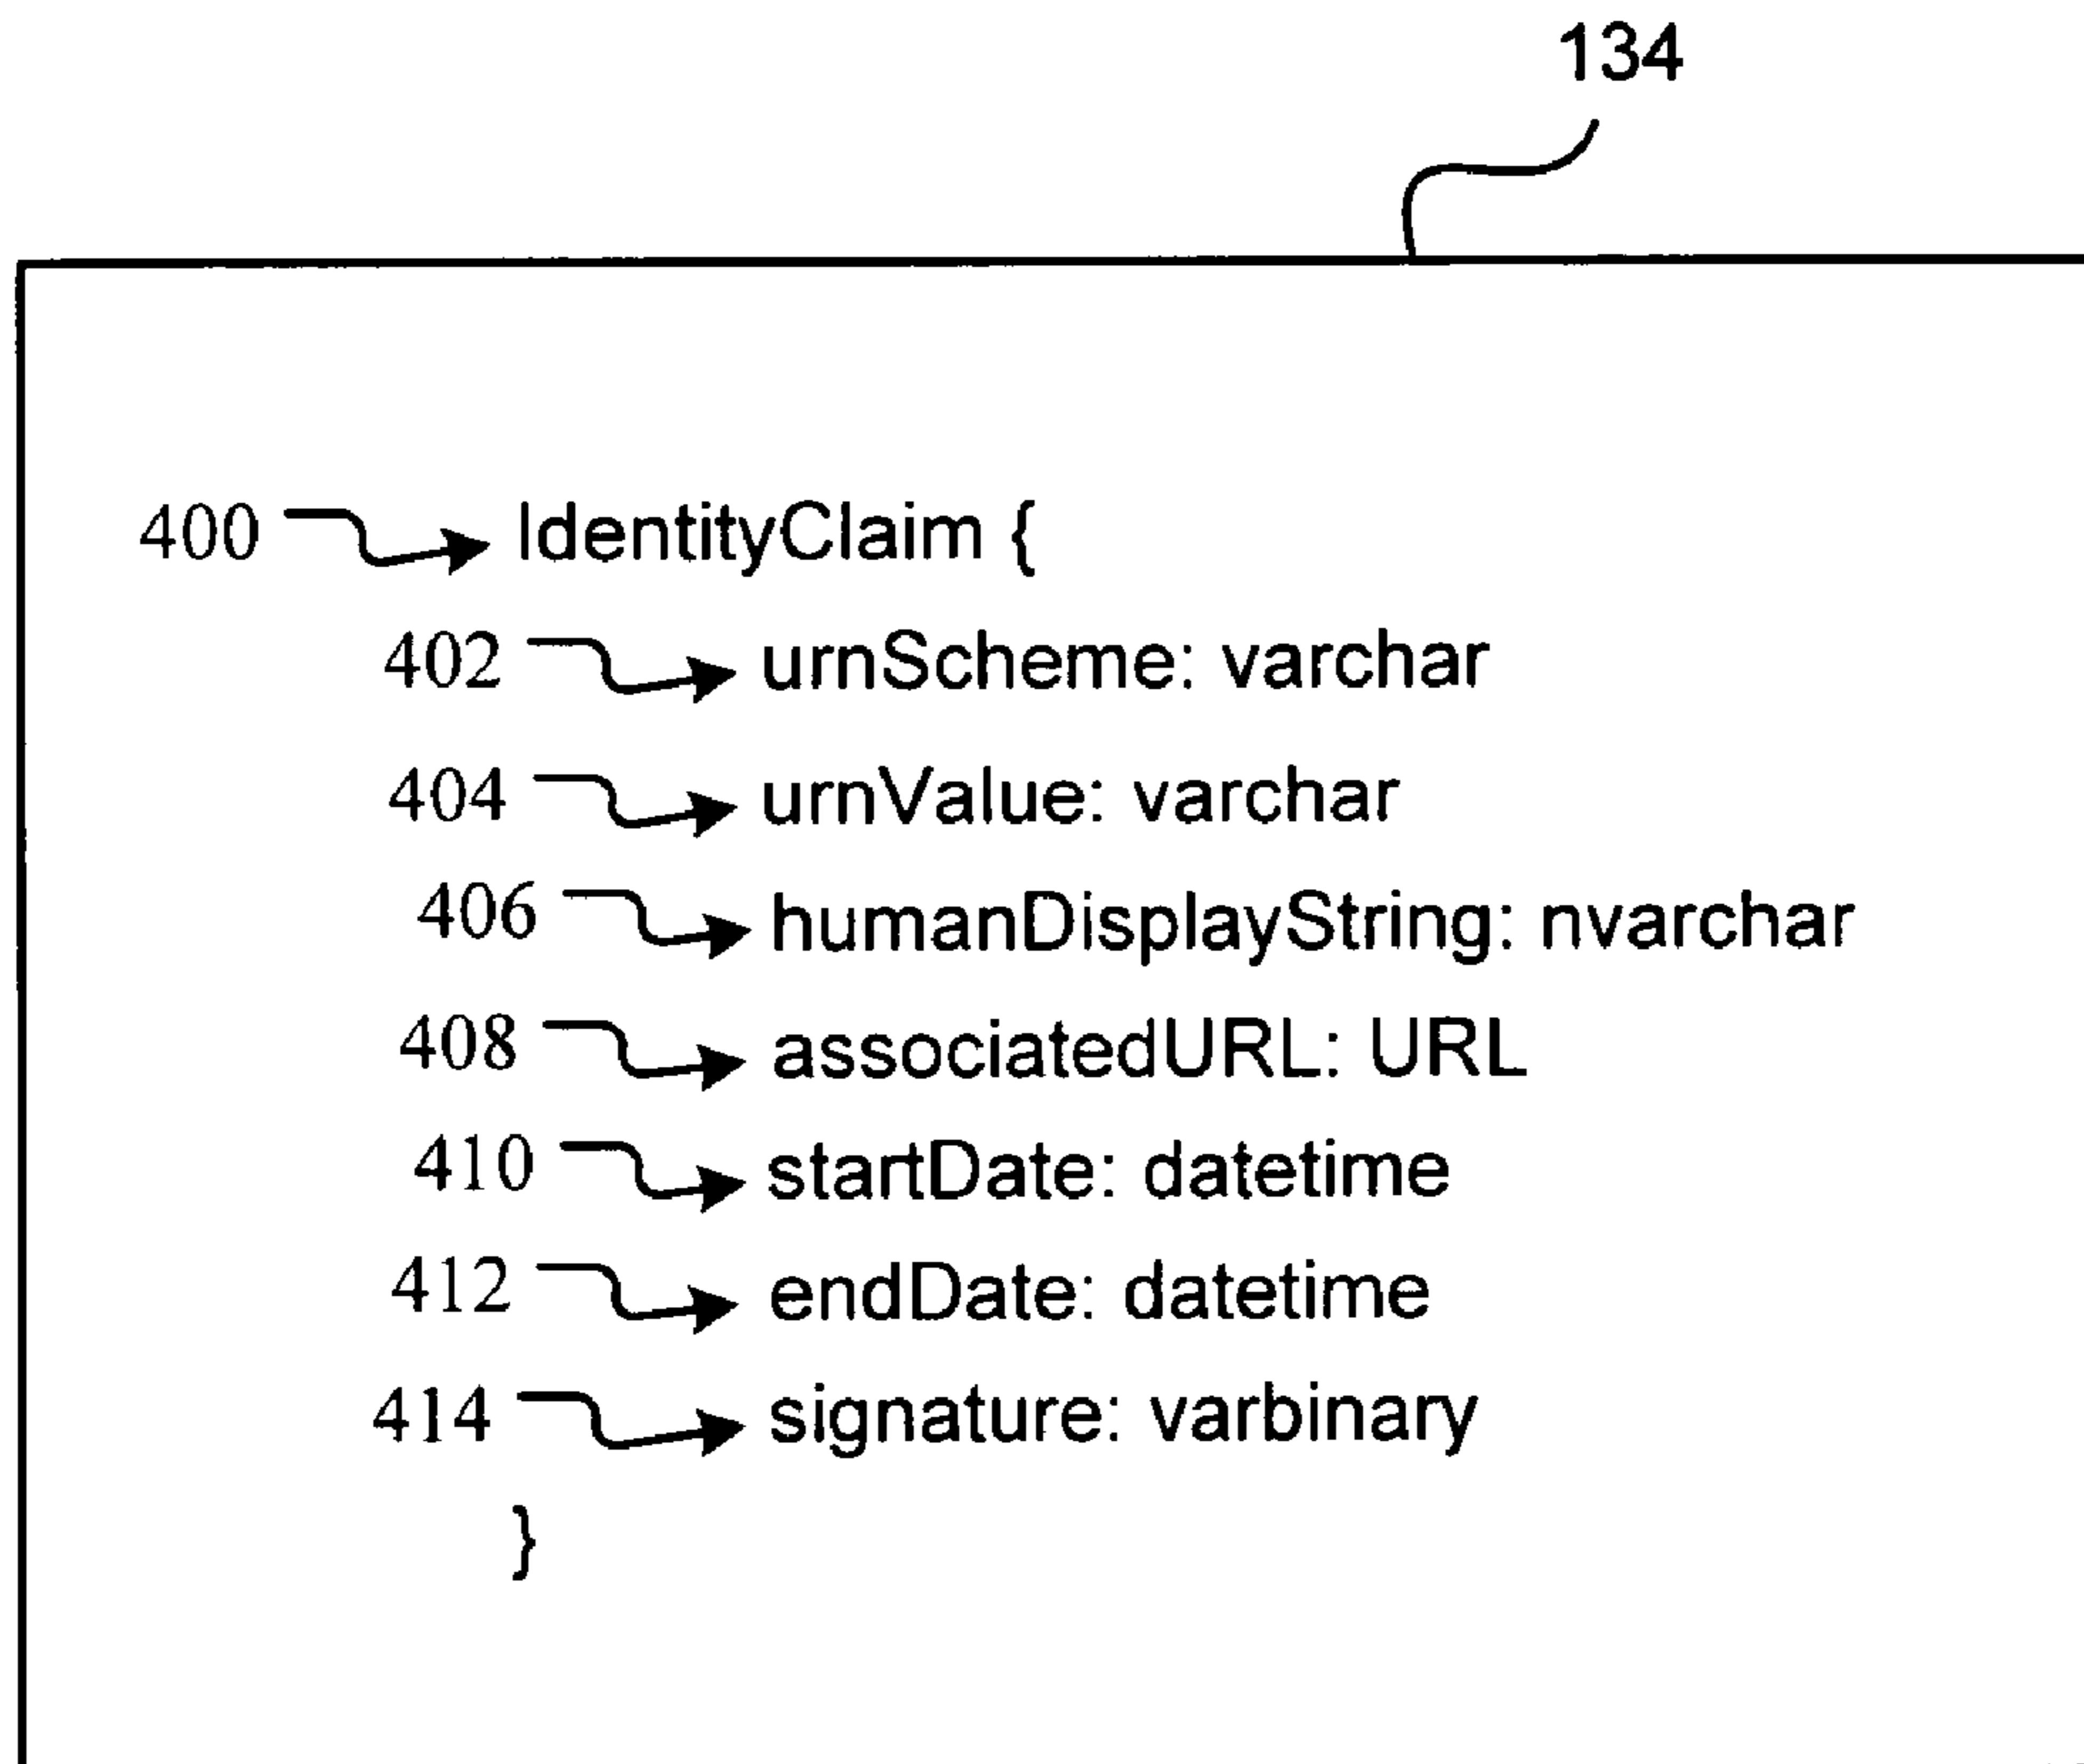 134
400 IdentityClaim {
402 urnScheme: varchar
404 urnValue: varchar
406 humanDisplayString: nvarchar
408 associatedURL: URL
410 startDate: datetime
412 endDate: datetime
414 signature: varbinary
}